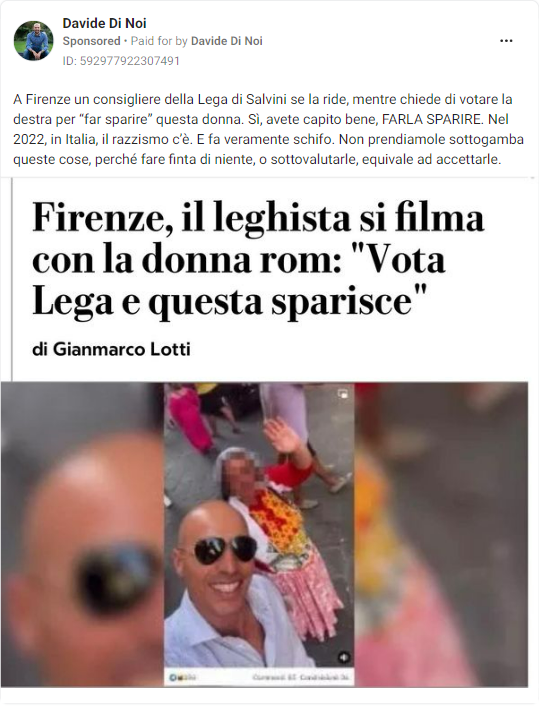 Davide Di Noi
Sponsored • Paid for by Davide Di Noi
ID: 592977922307491
A Firenze un consigliere della Lega di Salvini se la ride, mentre chiede di votare la
destra per “far sparire” questa donna. Sì, avete capito bene, FARLA SPARIRE. Nel
2022, in Italia, il razzismo c’è. E fa veramente schifo. Non prendiamole sottogamba
queste cose, perché fare finta di niente, o sottovalutarle, equivale ad accettarle.
Firenze, il leghista si filma
con la donna rom: "Vota
Lega e questa sparisce"
di Gianmarco Lotti